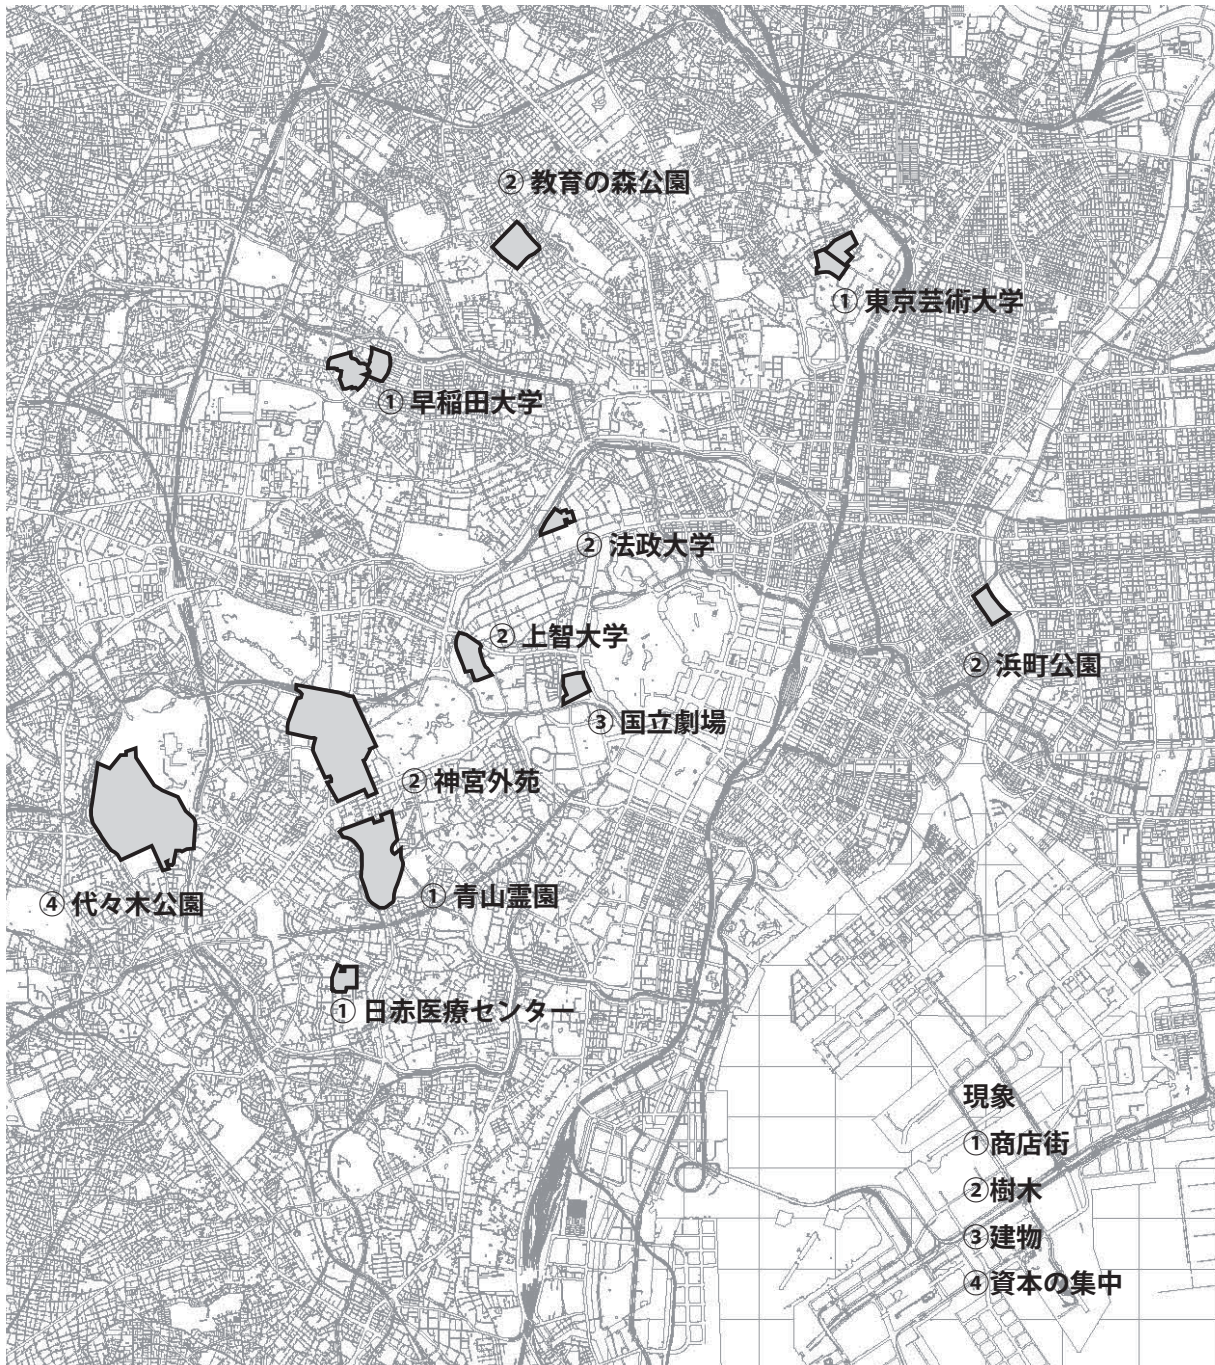 ② 教育の森公園
① 東京芸術大学
① 早稲田大学
② 法政大学
② 上智大学
② 浜町公園
③ 国立劇場
② 神宮外苑
① 青山霊園
④ 代々木公園
① 日赤医療センター
現象
①商店街
②樹木
③建物
④資本の集中